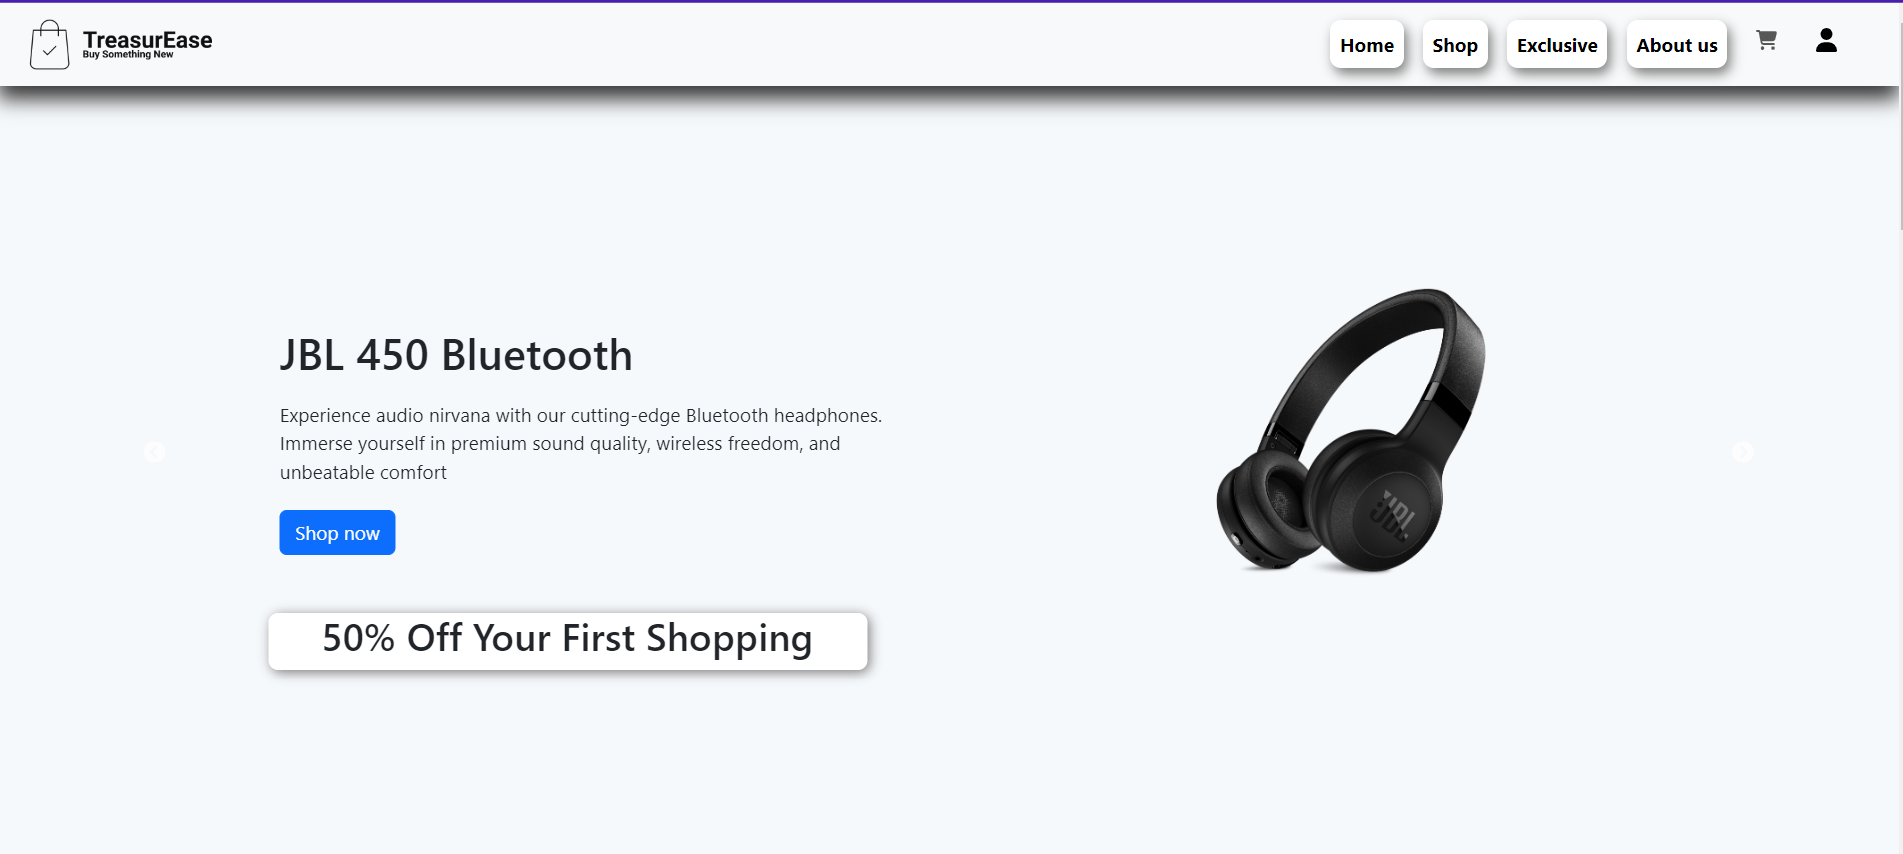 TreasurEase
Buy Something New
Home
Shop
Exclusive
About us
JBL 450 Bluetooth
Experience audio nirvana with our cutting-edge Bluetooth headphones.
Immerse yourself in premium sound quality, wireless freedom, and
unbeatable comfort
Shop now
JBL
50% Off Your First Shopping